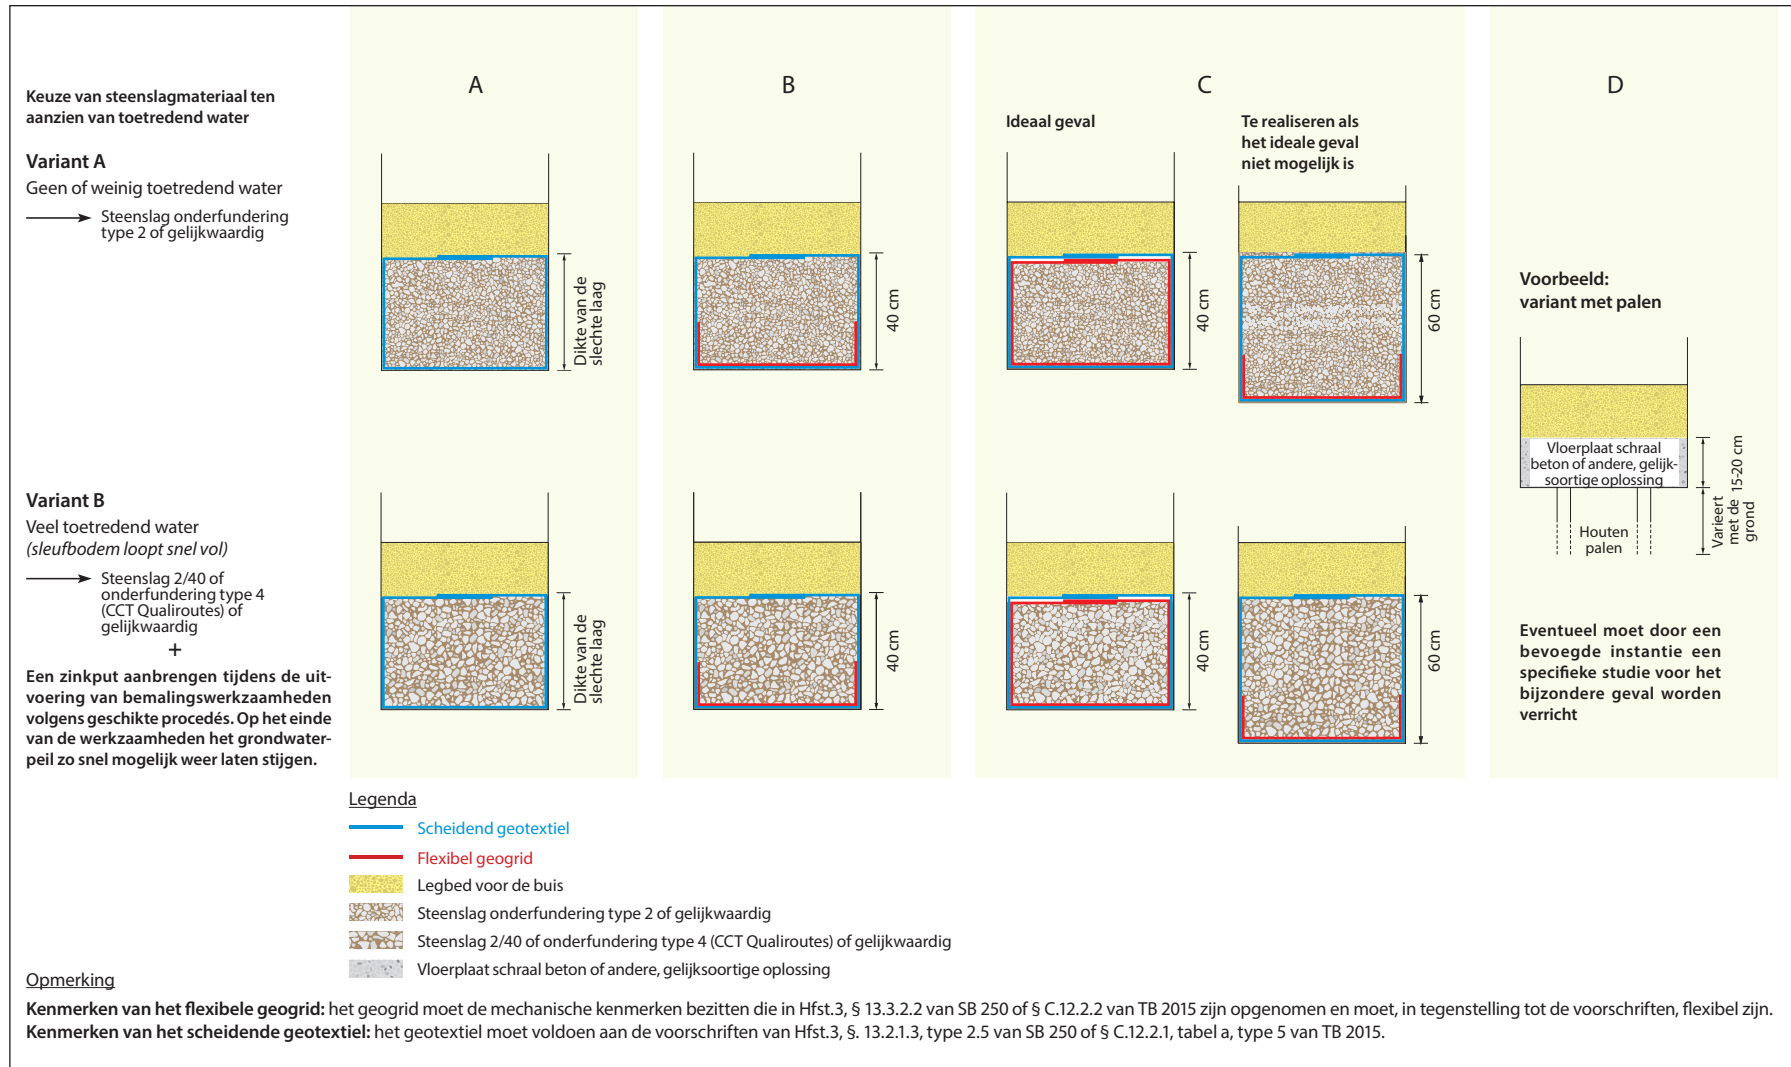 Keuze van steenslagmateriaal ten
aanzien van toetredend water
Variant A
Geen of weinig toetredend water
Steenslag onderfundering
type 2 of gelijkwaardig
A
B
C
D
Ideaal geval
Te realiseren als
het ideale geval
niet mogelijk is
Dikte van de
slechte laag
40 cm
40 cm
60 cm
Voorbeeld:
variant met palen
Vloerplaat schraal
beton of andere, gelijk-
soortige oplossing
15-20 cm
Houten
palen
Varieert
met de
grond
Variant B
Veel toetredend water
(sleufbodem loopt snel vol)
Steenslag 2/40 of
onderfundering type 4
(CCT Qualiroutes) of
gelijkwaardig
+
Een zinkput aanbrengen tijdens de uit-
voering van bemalingswerkzaamheden
volgens geschikte procedés. Op het einde
van de werkzaamheden het grondwater-
peil zo snel mogelijk weer laten stijgen.
Dikte van de
slechte laag
40 cm
40 cm
60 cm
Eventueel moet door een
bevoegde instantie een
specifieke studie voor het
bijzondere geval worden
verricht
Legenda
Scheidend geotextiel
Flexibel geogrid
Legbed voor de buis
Steenslag onderfundering type 2 of gelijkwaardig
Steenslag 2/40 of onderfundering type 4 (CCT Qualiroutes) of gelijkwaardig
Vloerplaat schraal beton of andere, gelijksoortige oplossing
Opmerking
Kenmerken van het flexibele geogrid: het geogrid moet de mechanische kenmerken bezitten die in Hfst.3, § 13.3.2.2 van SB 250 of § C.12.2.2 van TB 2015 zijn opgenomen en moet, in tegenstelling tot de voorschriften, flexibel zijn.
Kenmerken van het scheidende geotextiel: het geotextiel moet voldoen aan de voorschriften van Hfst.3, §. 13.2.1.3, type 2.5 van SB 250 of § C.12.2.1, tabel a, type 5 van TB 2015.